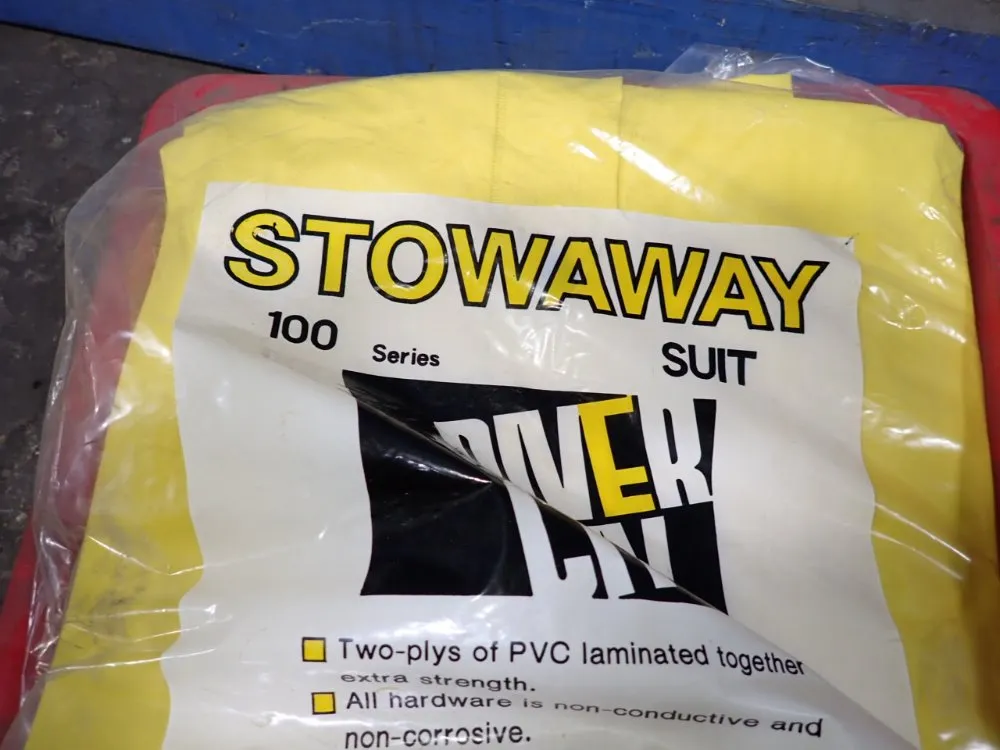 STOWAWAY
100 Series SUIT
Two-plys of PVC laminated together
extra strength.
All hardware is non-conductive and
non-corrosive.